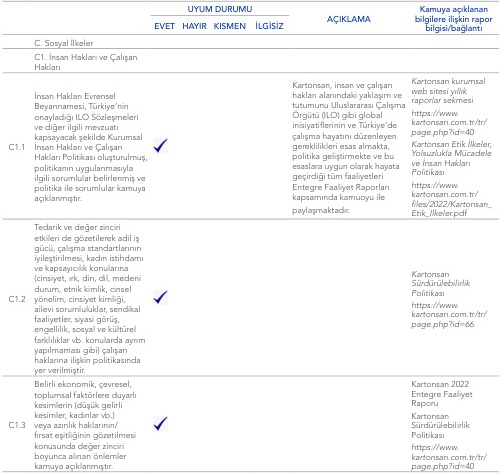 UYUM DURUMU
EVET HAYIR KISMEN İLGİSİZ
AÇIKLAMA
Kamuya açıklanan
bilgilere ilişkin rapor
bilgisi/bağlantı
C. Sosyal İlkeler
C1. İnsan Hakları ve Çalışan
Hakları
C1.1
İnsan Hakları Evrensel
Beyannamesi, Türkiye'nin
onayladığı ILO Sözleşmeleri
ve diğer ilgili mevzuatı
kapsayacak şekilde Kurumsal
İnsan Hakları ve Çalışan
Hakları Politikası oluşturulmuş,
politikanın uygulanmasıyla
ilgili sorumlular belirlenmiş ve
politika ile sorumlular kamuya
açıklanmıştır.
Kartonsan, insan ve çalışan
hakları alanındaki yaklaşım ve
tutumunu Uluslararası Çalışma
Örgütü (ILO) gibi global
inisiyatiflerinin ve Türkiye'de
çalışma hayatını düzenleyen
gereklilikleri esas almakta,
politika geliştirmekte ve bu
esaslara uygun olarak hayata
geçirdiği tüm faaliyetleri
Entegre Faaliyet Raporları
kapsamında kamuoyu ile
paylaşmaktadır.
Kartonsan kurumsal
web sitesi yıllık
raporlar sekmesi
https://www.
kartonsan.com.tr/tr/
page.php?id=40
Kartonsan Etik İlkeler,
Yolsuzlukla Mücadele
ve İnsan Hakları
Politikası
https://www.
kartonsan.com.tr/
files/2022/Kartonsan_
Etik_Ilkeler.pdf
C1.2
Tedarik ve değer zinciri
etkileri de gözetilerek adil iş
gücü, çalışma standartlarının
iyileştirilmesi, kadın istihdamı
ve kapsayıcılık konularına
(cinsiyet, ırk, din, dil, medeni
durum, etnik kimlik, cinsel
yönelim, cinsiyet kimliği,
ailevi sorumluluklar, sendikal
faaliyetler, siyasi görüş,
engellilik, sosyal ve kültürel
farklılıklar vb. konularda ayrım
yapılmaması gibi) çalışan
haklarına ilişkin politikasında
yer verilmiştir.
Kartonsan
Sürdürülebilirlik
Politikası
https://www.
kartonsan.com.tr/tr/
page.php?id=66
C1.3
Belirli ekonomik, çevresel,
toplumsal faktörlere duyarlı
kesimlerin (düşük gelirli
kesimler, kadınlar vb.)
veya azınlık haklarının/
fırsat eşitliğinin gözetilmesi
konusunda değer zinciri
boyunca alınan önlemler
kamuya açıklanmıştır.
Kartonsan 2022
Entegre Faaliyet
Raporu
Kartonsan
Sürdürülebilirlik
Politikası
https://www.
kartonsan.com.tr/tr/
page.php?id=40